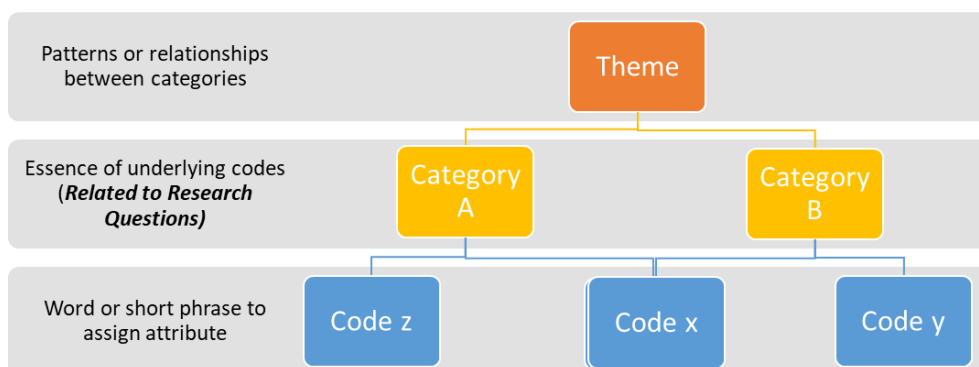 Patterns or relationships
between categories
Theme
Essence of underlying codes
(Related to Research
Questions)
Category
A
Category
B
Word or short phrase to
assign attribute
Code z
Code x
Code y